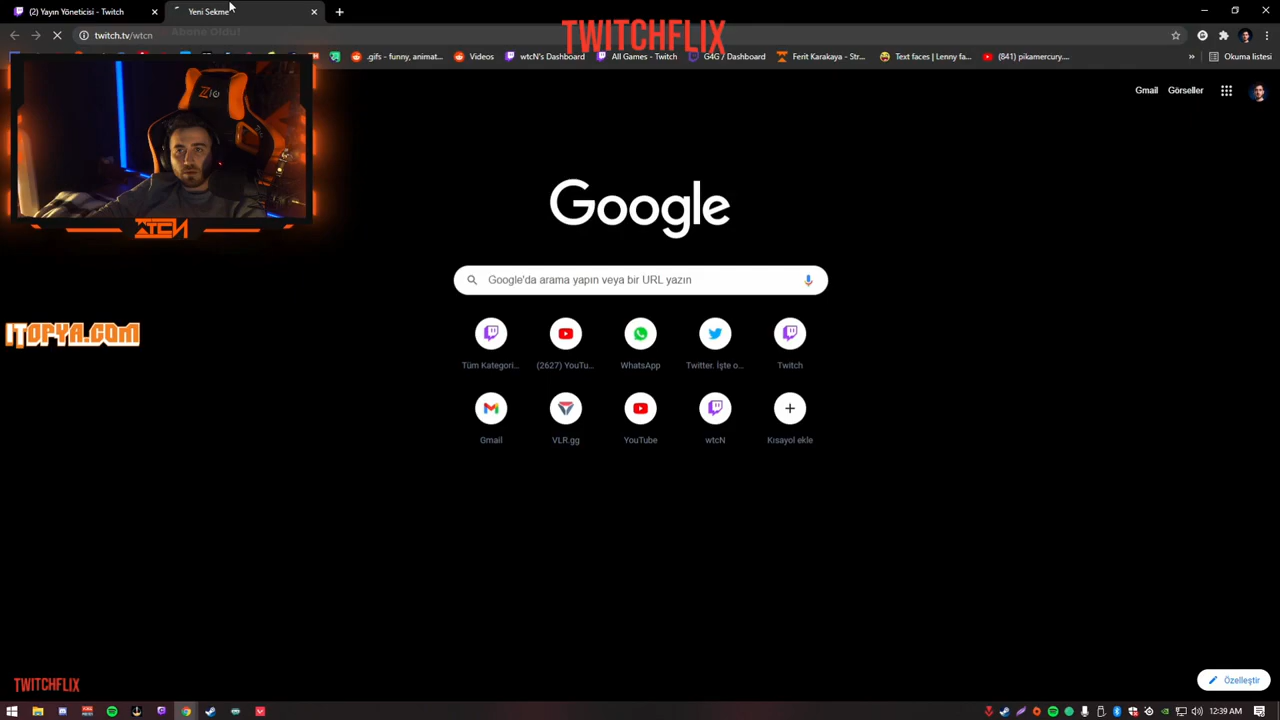 (2) Yayın Yöneticisi - Twitch
Yeni Sekme
twitch.tv/wtcn
Abone Oldu!
TWITCHFLIX
.gifs - funny, animat...
Videos
wtcN's Dashboard
All Games - Twitch
G4G / Dashboard
Ferit Karakaya - Str...
Text faces | Lenny fa...
(841) pikamercury....
»
Okuma listesi
Gmail
Görseller
WTCN
Google
Google'da arama yapın veya bir URL yazın
ITOPYA.COM
Tüm Kategori...
(2627) YouTu...
WhatsApp
Twitter. İşte o...
Twitch
Gmail
VLR.gg
YouTube
wtcN
Kısayol ekle
TWITCHFLIX
Özelleştir
12:39 AM